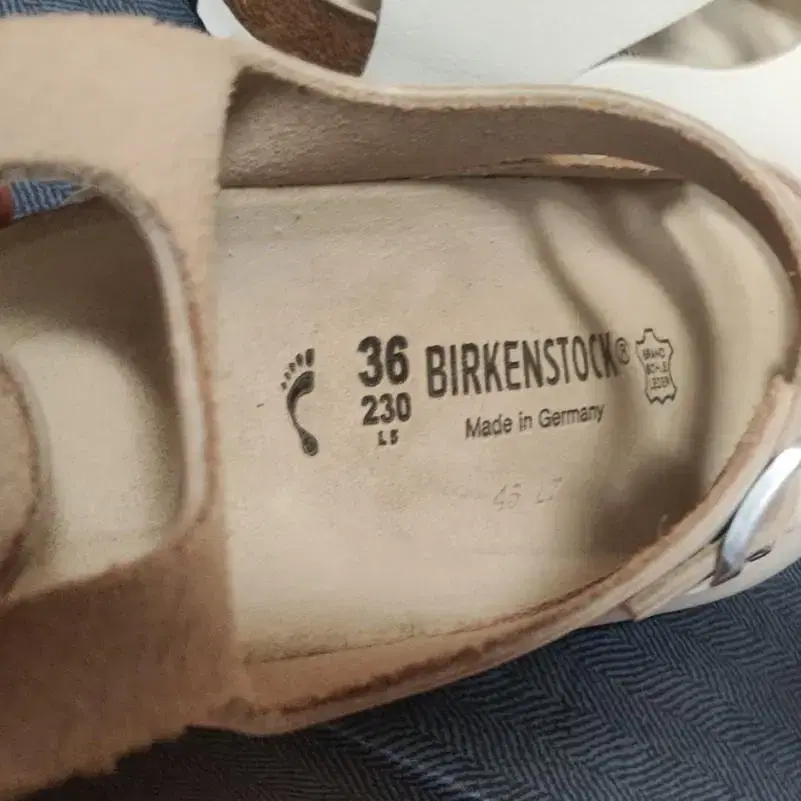 36
230
L5
BIRKENSTOCK®
Made in Germany